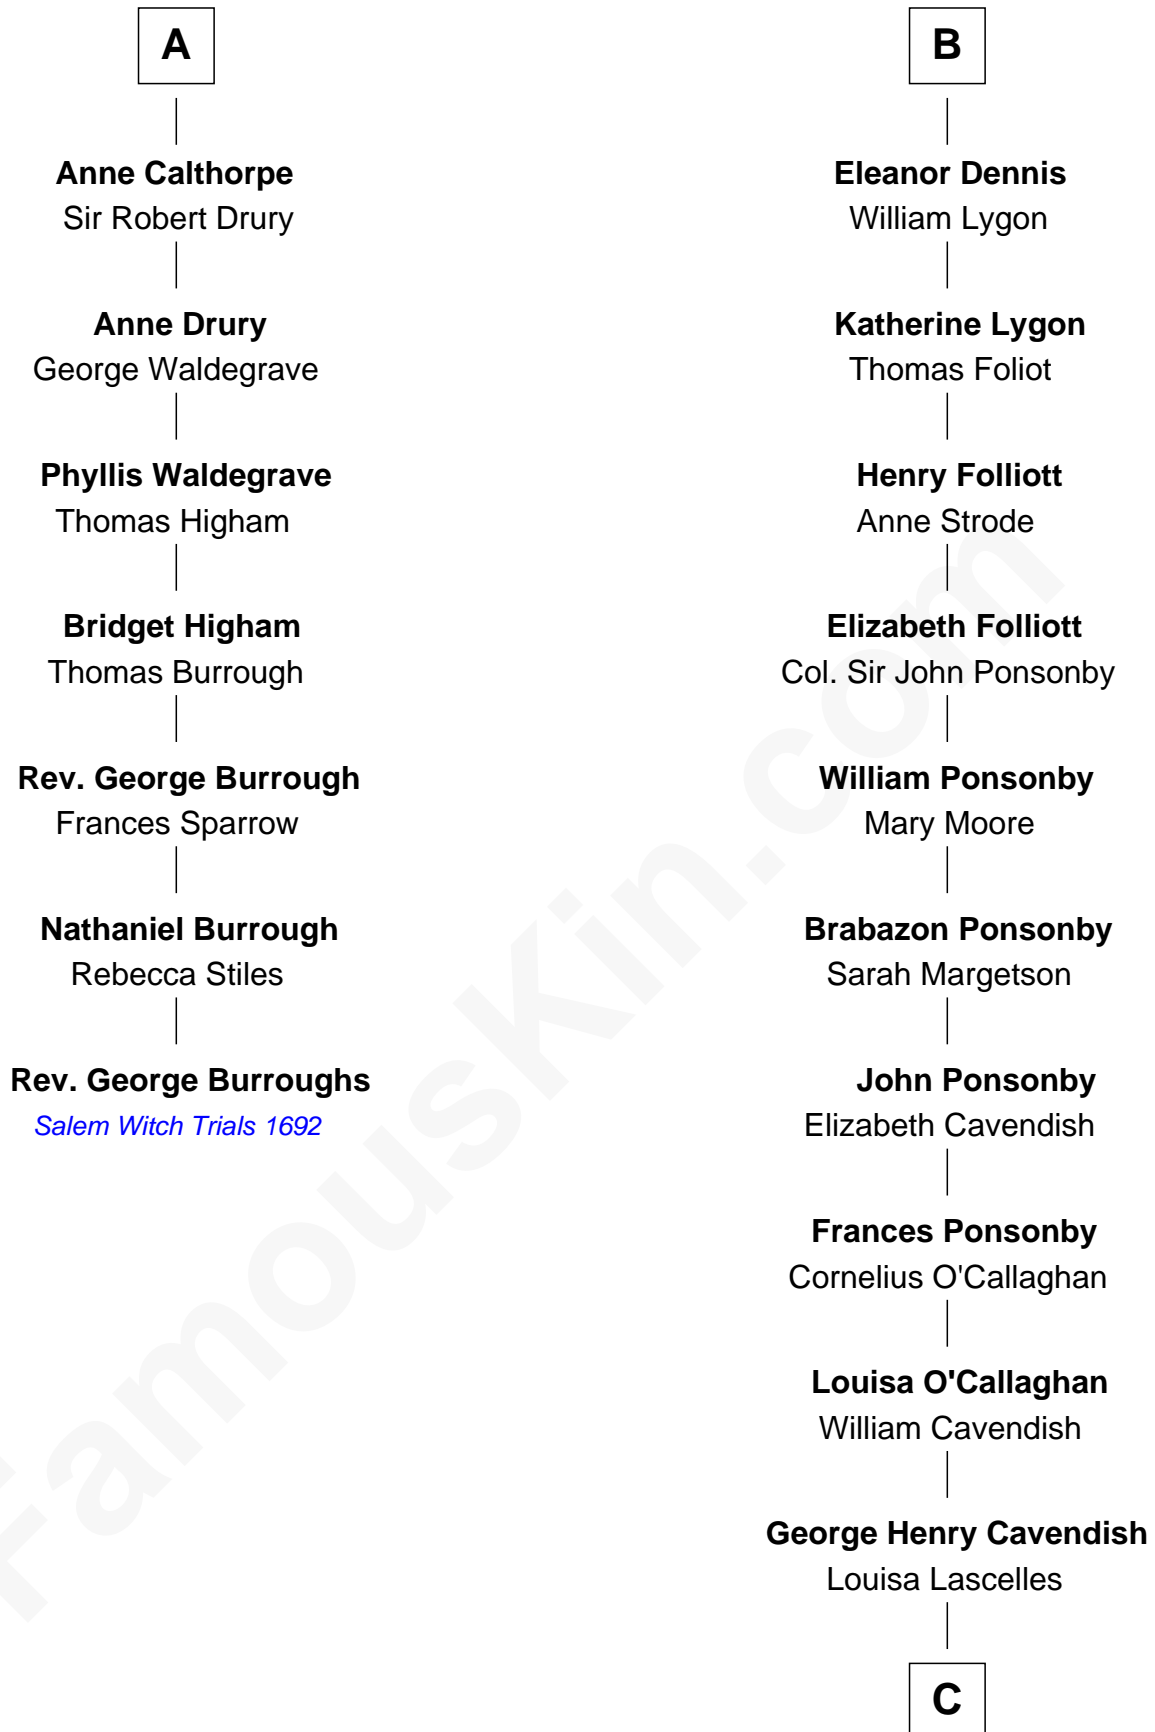 A
Anne Calthorpe
Sir Robert Drury
Anne Drury
George Waldegrave
Phyllis Waldegrave
Thomas Higham
Bridget Higham
Thomas Burrough
Rev. George Burrough
Frances Sparrow
Nathaniel Burrough
Rebecca Stiles
Rev. George Burroughs
Salem Witch Trials 1692
B
Eleanor Dennis
William Lygon
Katherine Lygon
Thomas Foliot
Henry Folliott
Anne Strode
Elizabeth Folliott
Col. Sir John Ponsonby
William Ponsonby
Mary Moore
Brabazon Ponsonby
Sarah Margetson
John Ponsonby
Elizabeth Cavendish
Frances Ponsonby
Cornelius O'Callaghan
Louisa O'Callaghan
William Cavendish
George Henry Cavendish
Louisa Lascelles
C
FamousKin.com